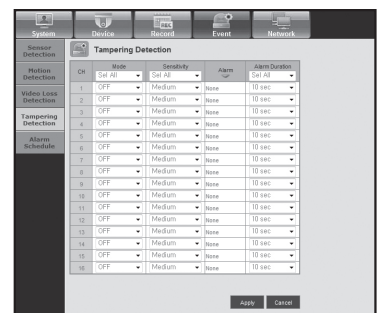 System Device Record Event Network
REC
Sensor Detection
Motion Detection
Video Loss Detection
Tampering Detection
Alarm Schedule
Tampering Detection
CH Mode Sensitivity Alarm Alarm Duration
Sel All Sel All Sel All
1 OFF Medium None 10 sec
2 OFF Medium None 10 sec
3 OFF Medium None 10 sec
4 OFF Medium None 10 sec
5 OFF Medium None 10 sec
6 OFF Medium None 10 sec
7 OFF Medium None 10 sec
8 OFF Medium None 10 sec
9 OFF Medium None 10 sec
10 OFF Medium None 10 sec
11 OFF Medium None 10 sec
12 OFF Medium None 10 sec
13 OFF Medium None 10 sec
14 OFF Medium None 10 sec
15 OFF Medium None 10 sec
16 OFF Medium None 10 sec
Apply Cancel